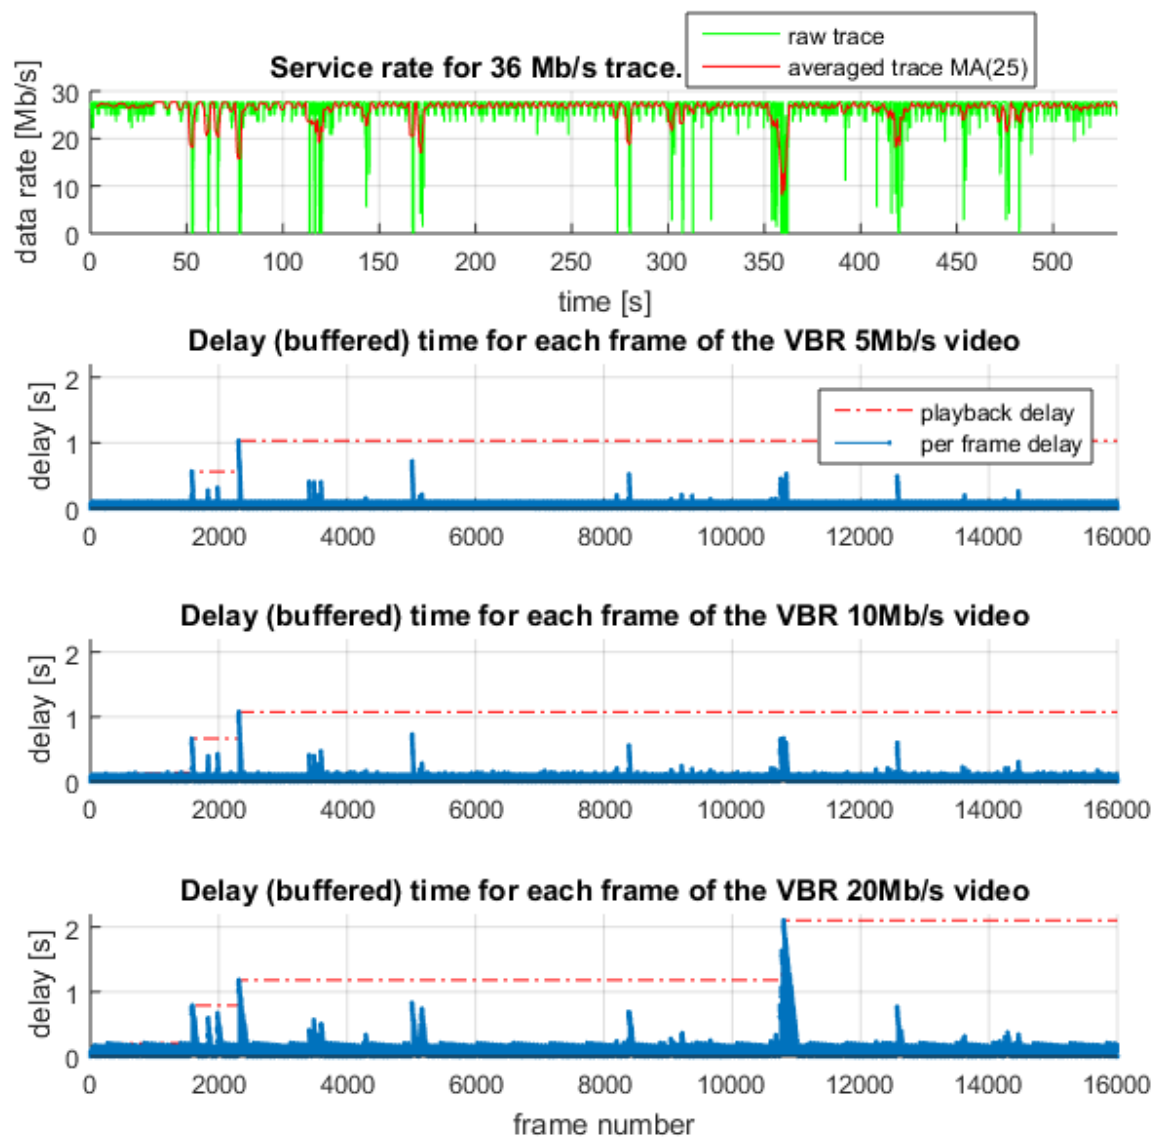 raw trace
averaged trace MA(25)
Service rate for 36 Mb/s trace.
data rate [Mb/s]
30
20
10
0
0 50 100 150 200 250 300 350 400 450 500
time [s]
Delay (buffered) time for each frame of the VBR 5Mb/s video
delay [s]
2
1
0
playback delay
per frame delay
0 2000 4000 6000 8000 10000 12000 14000 16000
Delay (buffered) time for each frame of the VBR 10Mb/s video
delay [s]
2
1
0
0 2000 4000 6000 8000 10000 12000 14000 16000
Delay (buffered) time for each frame of the VBR 20Mb/s video
delay [s]
2
1
0
0 2000 4000 6000 8000 10000 12000 14000 16000
frame number